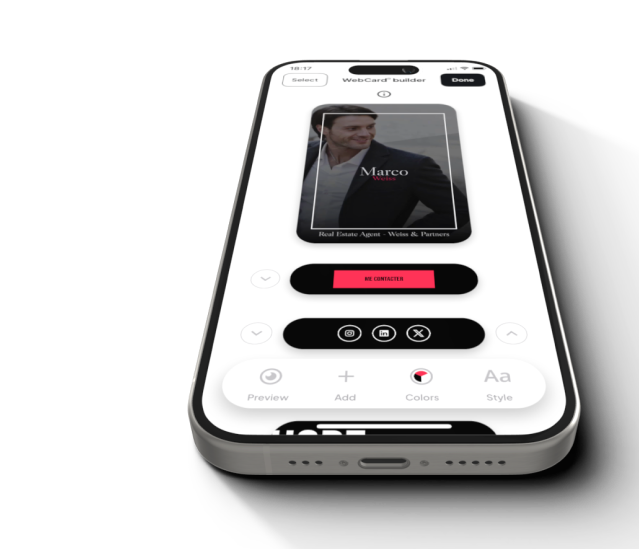 18:17
Select
WebCard® builder
Done
Marco
Weiss
Real Estate Agent - Weiss & Partners
ME CONTACTER
Preview
Add
Colors
Aa
Style